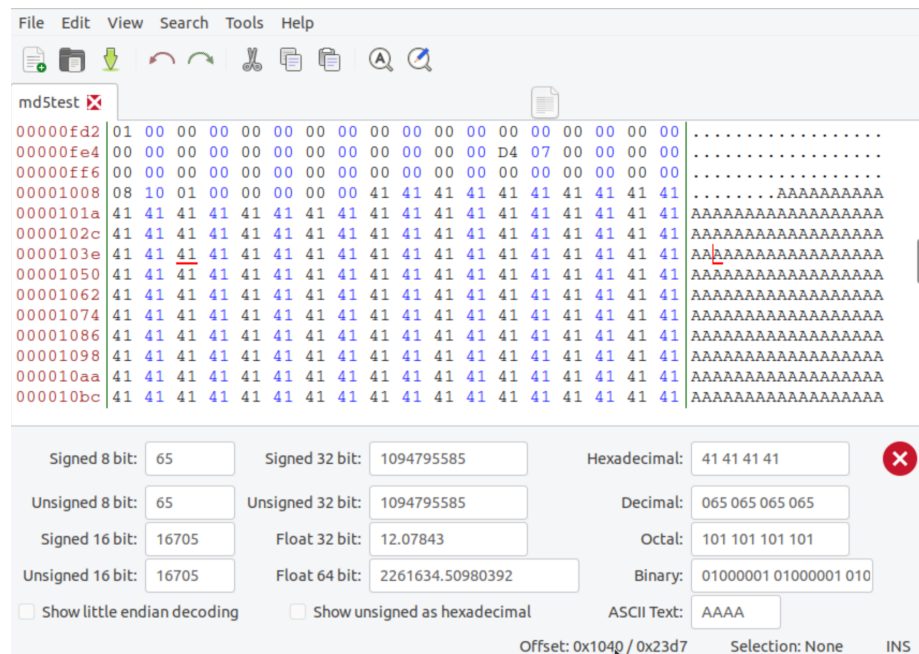 File Edit View Search Tools Help
md5test
00000fd2 01 00 00 00 00 00 00 00 00 00 00 00 00 00 00 00 00 00 ..................
00000fe4 00 00 00 00 00 00 00 00 00 00 00 00 D4 07 00 00 00 00 ..................
00000ff6 00 00 00 00 00 00 00 00 00 00 00 00 00 00 00 00 00 00 ..................
00001008 08 10 01 00 00 00 00 00 41 41 41 41 41 41 41 41 41 41 ........AAAAAAAAAA
0000101a 41 41 41 41 41 41 41 41 41 41 41 41 41 41 41 41 41 41 AAAAAAAAAAAAAAAAAA
0000102c 41 41 41 41 41 41 41 41 41 41 41 41 41 41 41 41 41 41 AAAAAAAAAAAAAAAAAA
0000103e 41 41 41 41 41 41 41 41 41 41 41 41 41 41 41 41 41 41 AAAAAAAAAAAAAAAAAA
00001050 41 41 41 41 41 41 41 41 41 41 41 41 41 41 41 41 41 41 AAAAAAAAAAAAAAAAAA
00001062 41 41 41 41 41 41 41 41 41 41 41 41 41 41 41 41 41 41 AAAAAAAAAAAAAAAAAA
00001074 41 41 41 41 41 41 41 41 41 41 41 41 41 41 41 41 41 41 AAAAAAAAAAAAAAAAAA
00001086 41 41 41 41 41 41 41 41 41 41 41 41 41 41 41 41 41 41 AAAAAAAAAAAAAAAAAA
00001098 41 41 41 41 41 41 41 41 41 41 41 41 41 41 41 41 41 41 AAAAAAAAAAAAAAAAAA
000010aa 41 41 41 41 41 41 41 41 41 41 41 41 41 41 41 41 41 41 AAAAAAAAAAAAAAAAAA
000010bc 41 41 41 41 41 41 41 41 41 41 41 41 41 41 41 41 41 41 AAAAAAAAAAAAAAAAAA
Signed 8 bit: 65 Signed 32 bit: 1094795585 Hexadecimal: 41 41 41 41
Unsigned 8 bit: 65 Unsigned 32 bit: 1094795585 Decimal: 065 065 065 065
Signed 16 bit: 16705 Float 32 bit: 12.07843 Octal: 101 101 101 101
Unsigned 16 bit: 16705 Float 64 bit: 2261634.50980392 Binary: 01000001 01000001 010
Show little endian decoding Show unsigned as hexadecimal ASCII Text: AAAA
Offset: 0x1040 / 0x23d7 Selection: None INS